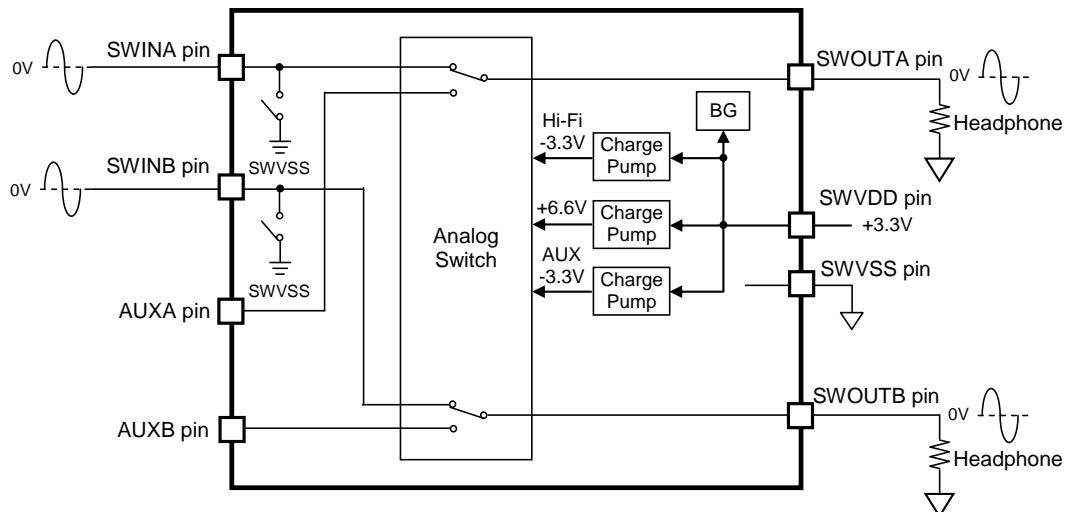 0V
SWINA pin
SWVSS
0V
SWINB pin
SWVSS
AUXA pin
AUXB pin
Analog
Switch
Hi-Fi
-3.3V
Charge
Pump
BG
+6.6V
Charge
Pump
AUX
-3.3V
Charge
Pump
SWOUTA pin
0V
Headphone
SWVDD pin
+3.3V
SWVSS pin
SWOUTB pin
0V
Headphone